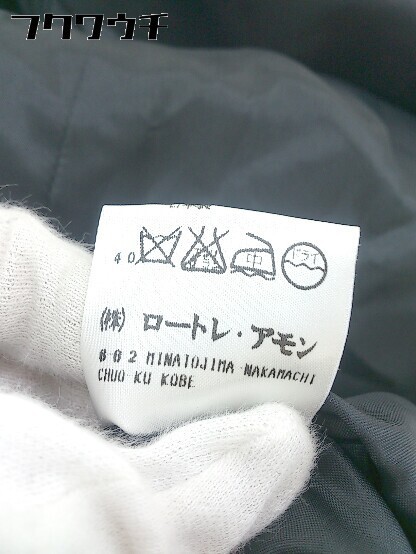 フクワウチ
40 中 ドライ
(株) ロートレ・アモン
6-6-2 MINATOJIMA-NAKAMACHI
CHUO-KU KOBE